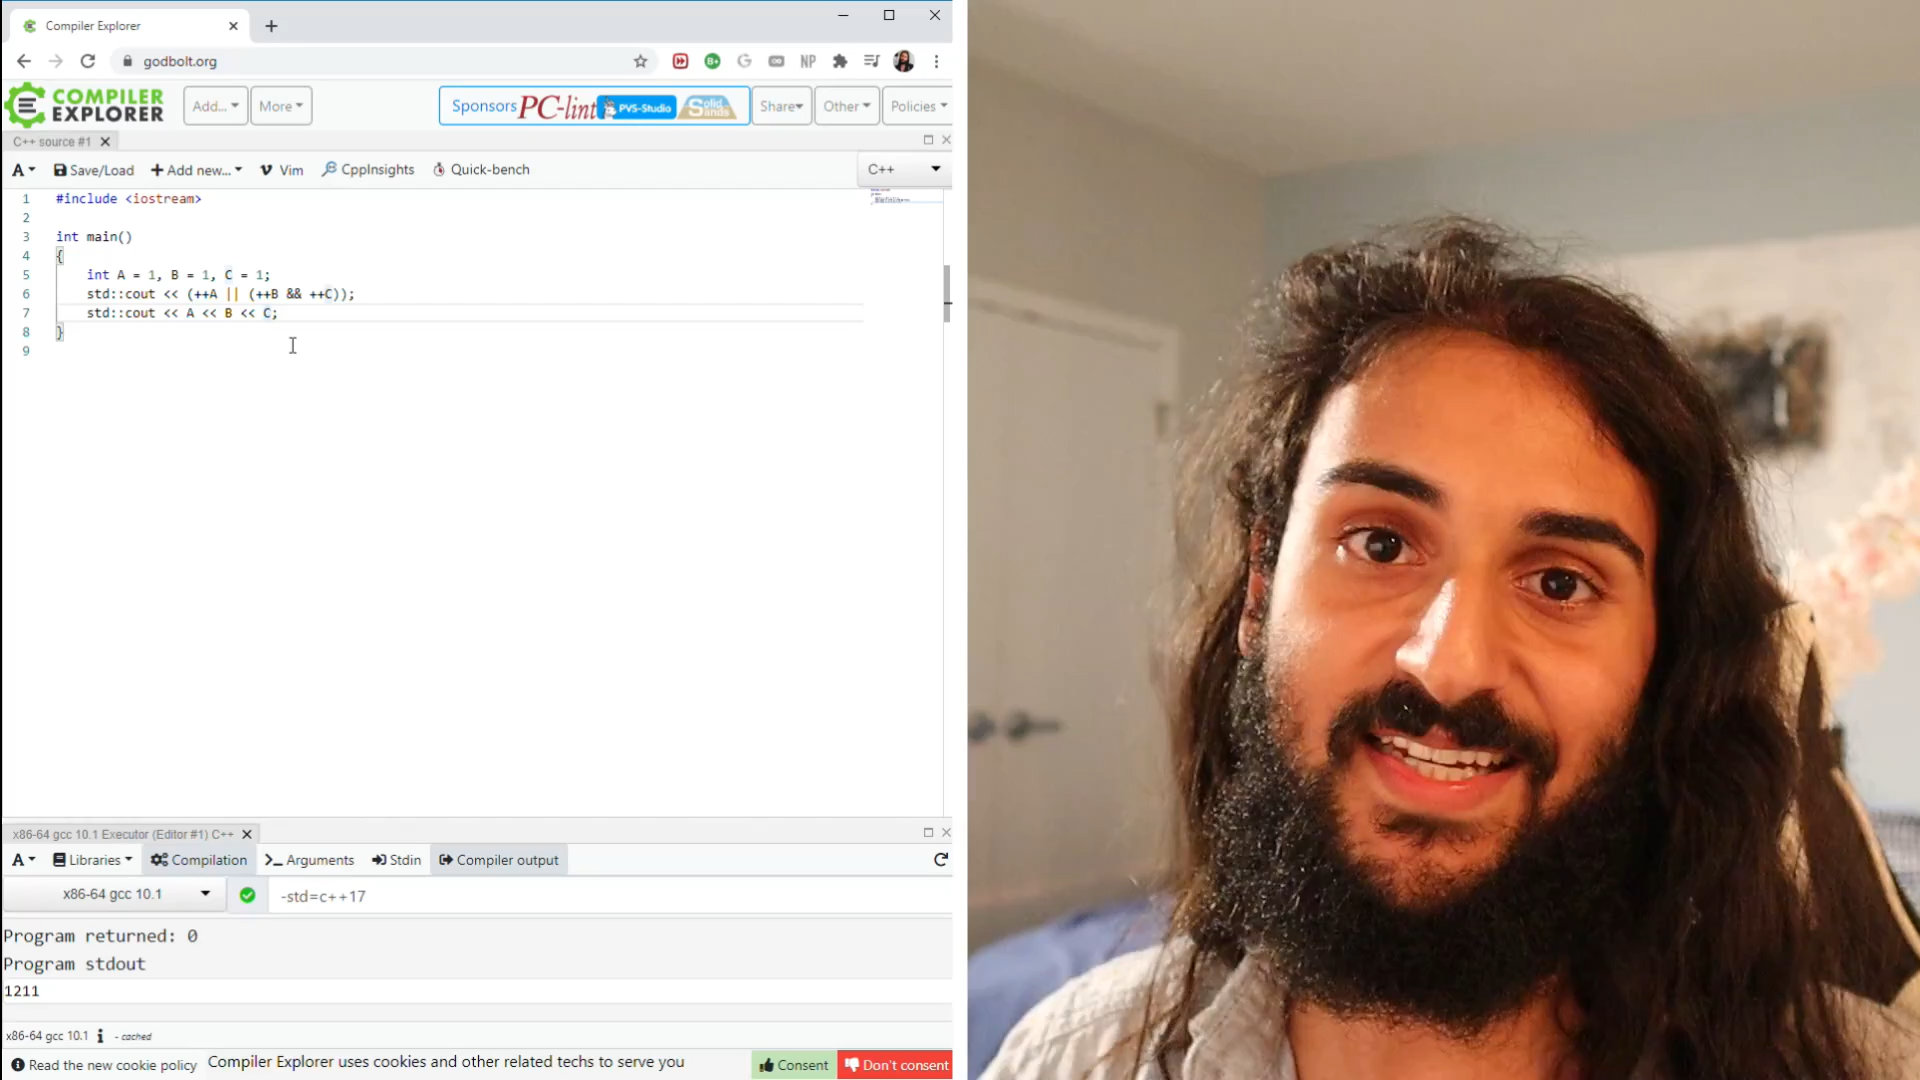 Compiler Explorer
godbolt.org
NP
COMPILER EXPLORER
Add...
More
Sponsors PC-lint PVS-Studio Solid Sands
Share
Other
Policies
C++ source #1
A
Save/Load
Add new...
Vim
CppInsights
Quick-bench
C++
1 #include <iostream>
2
3 int main()
4 {
5 int A = 1, B = 1, C = 1;
6 std::cout << (++A || (++B && ++C));
7 std::cout << A << B << C;
8 }
9
x86-64 gcc 10.1 Executor (Editor #1) C++
A
Libraries
Compilation
Arguments
Stdin
Compiler output
x86-64 gcc 10.1
-std=c++17
Program returned: 0
Program stdout
1211
x86-64 gcc 10.1 i - cached
Read the new cookie policy
Compiler Explorer uses cookies and other related techs to serve you
Consent
Don't consent